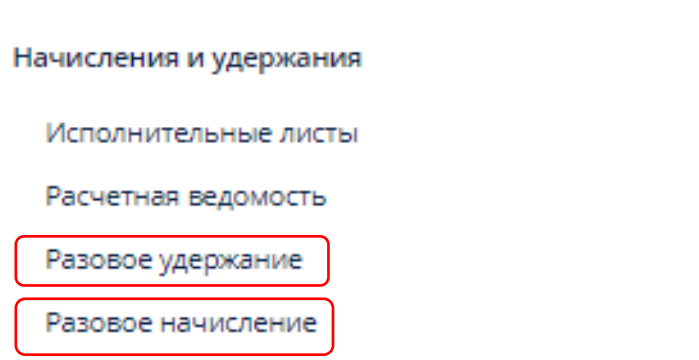 Начисления и удержания
Исполнительные листы
Расчетная ведомость
Разовое удержание
Разовое начисление